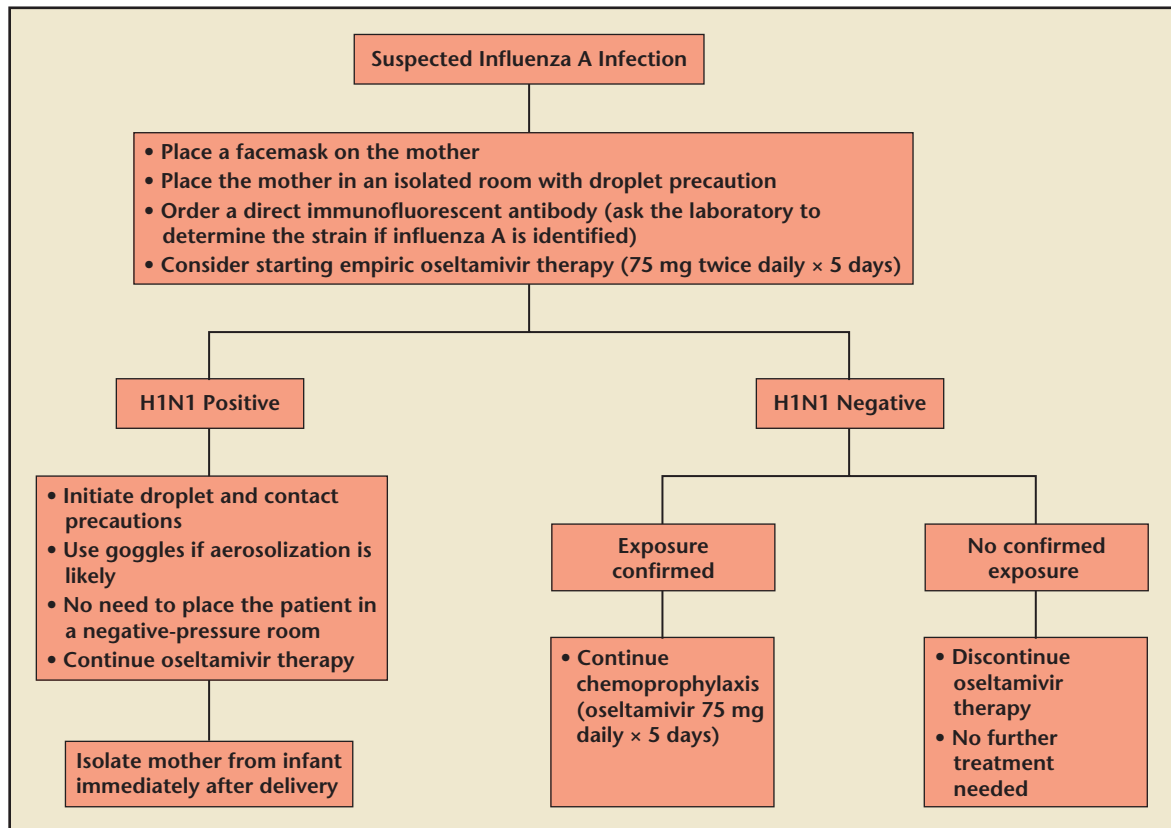 Suspected Influenza A Infection
• Place a facemask on the mother
• Place the mother in an isolated room with droplet precaution
• Order a direct immunofluorescent antibody (ask the laboratory to
determine the strain if influenza A is identified)
• Consider starting empiric oseltamivir therapy (75 mg twice daily × 5 days)
H1N1 Positive
• Initiate droplet and contact
precautions
• Use goggles if aerosolization is
likely
• No need to place the patient in
a negative-pressure room
• Continue oseltamivir therapy
Isolate mother from infant
immediately after delivery
H1N1 Negative
Exposure
confirmed
• Continue
chemoprophylaxis
(oseltamivir 75 mg
daily × 5 days)
No confirmed
exposure
• Discontinue
oseltamivir
therapy
• No further
treatment
needed